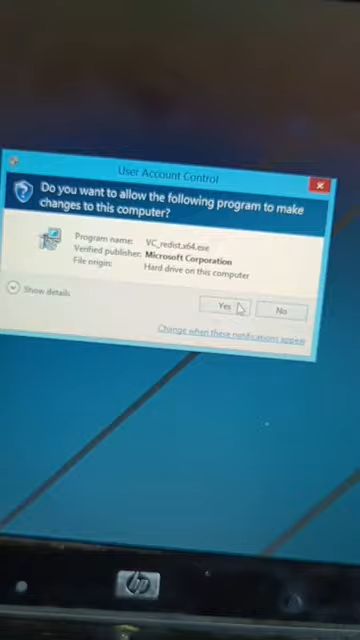 User Account Control
Do you want to allow the following program to make
changes to this computer?
Program name: VC_redist.x64.exe
Verified publisher: Microsoft Corporation
File origin: Hard drive on this computer
Show details
Yes
No
Change when these notifications appear
hp